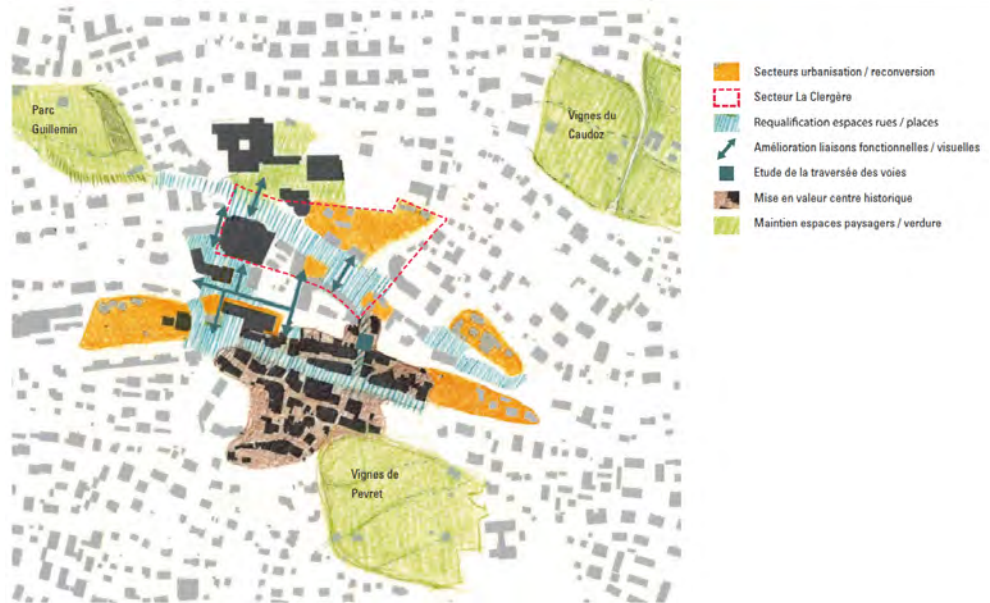 Parc
Guillemin
Vignes du
Caudoz
Vignes de
Pevret
Secteurs urbanisation / reconversion
Secteur La Clergère
Requalification espaces rues / places
Amélioration liaisons fonctionnelles / visuelles
Etude de la traversée des voies
Mise en valeur centre historique
Maintien espaces paysagers / verdure